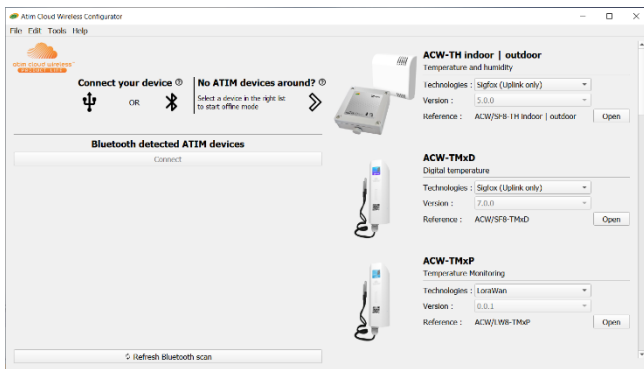 Atim Cloud Wireless Configurator
File Edit Tools Help
atim cloud wireless
PRODUCT LINE
Connect your device
OR
No ATIM devices around?
Select a device in the right list
to start offline mode
Bluetooth detected ATIM devices
Connect
Refresh Bluetooth scan
ACW-TH indoor | outdoor
Temperature and humidity
Technologies : Sigfox (Uplink only)
Version : 5.0.0
Reference : ACW/SF8-TH indoor | outdoor Open
ACW-TMxD
Digital temperature
Technologies : Sigfox (Uplink only)
Version : 7.0.0
Reference : ACW/SF8-TMxD Open
ACW-TMxP
Temperature Monitoring
Technologies : LoraWan
Version : 0.0.1
Reference : ACW/LW8-TMxP Open